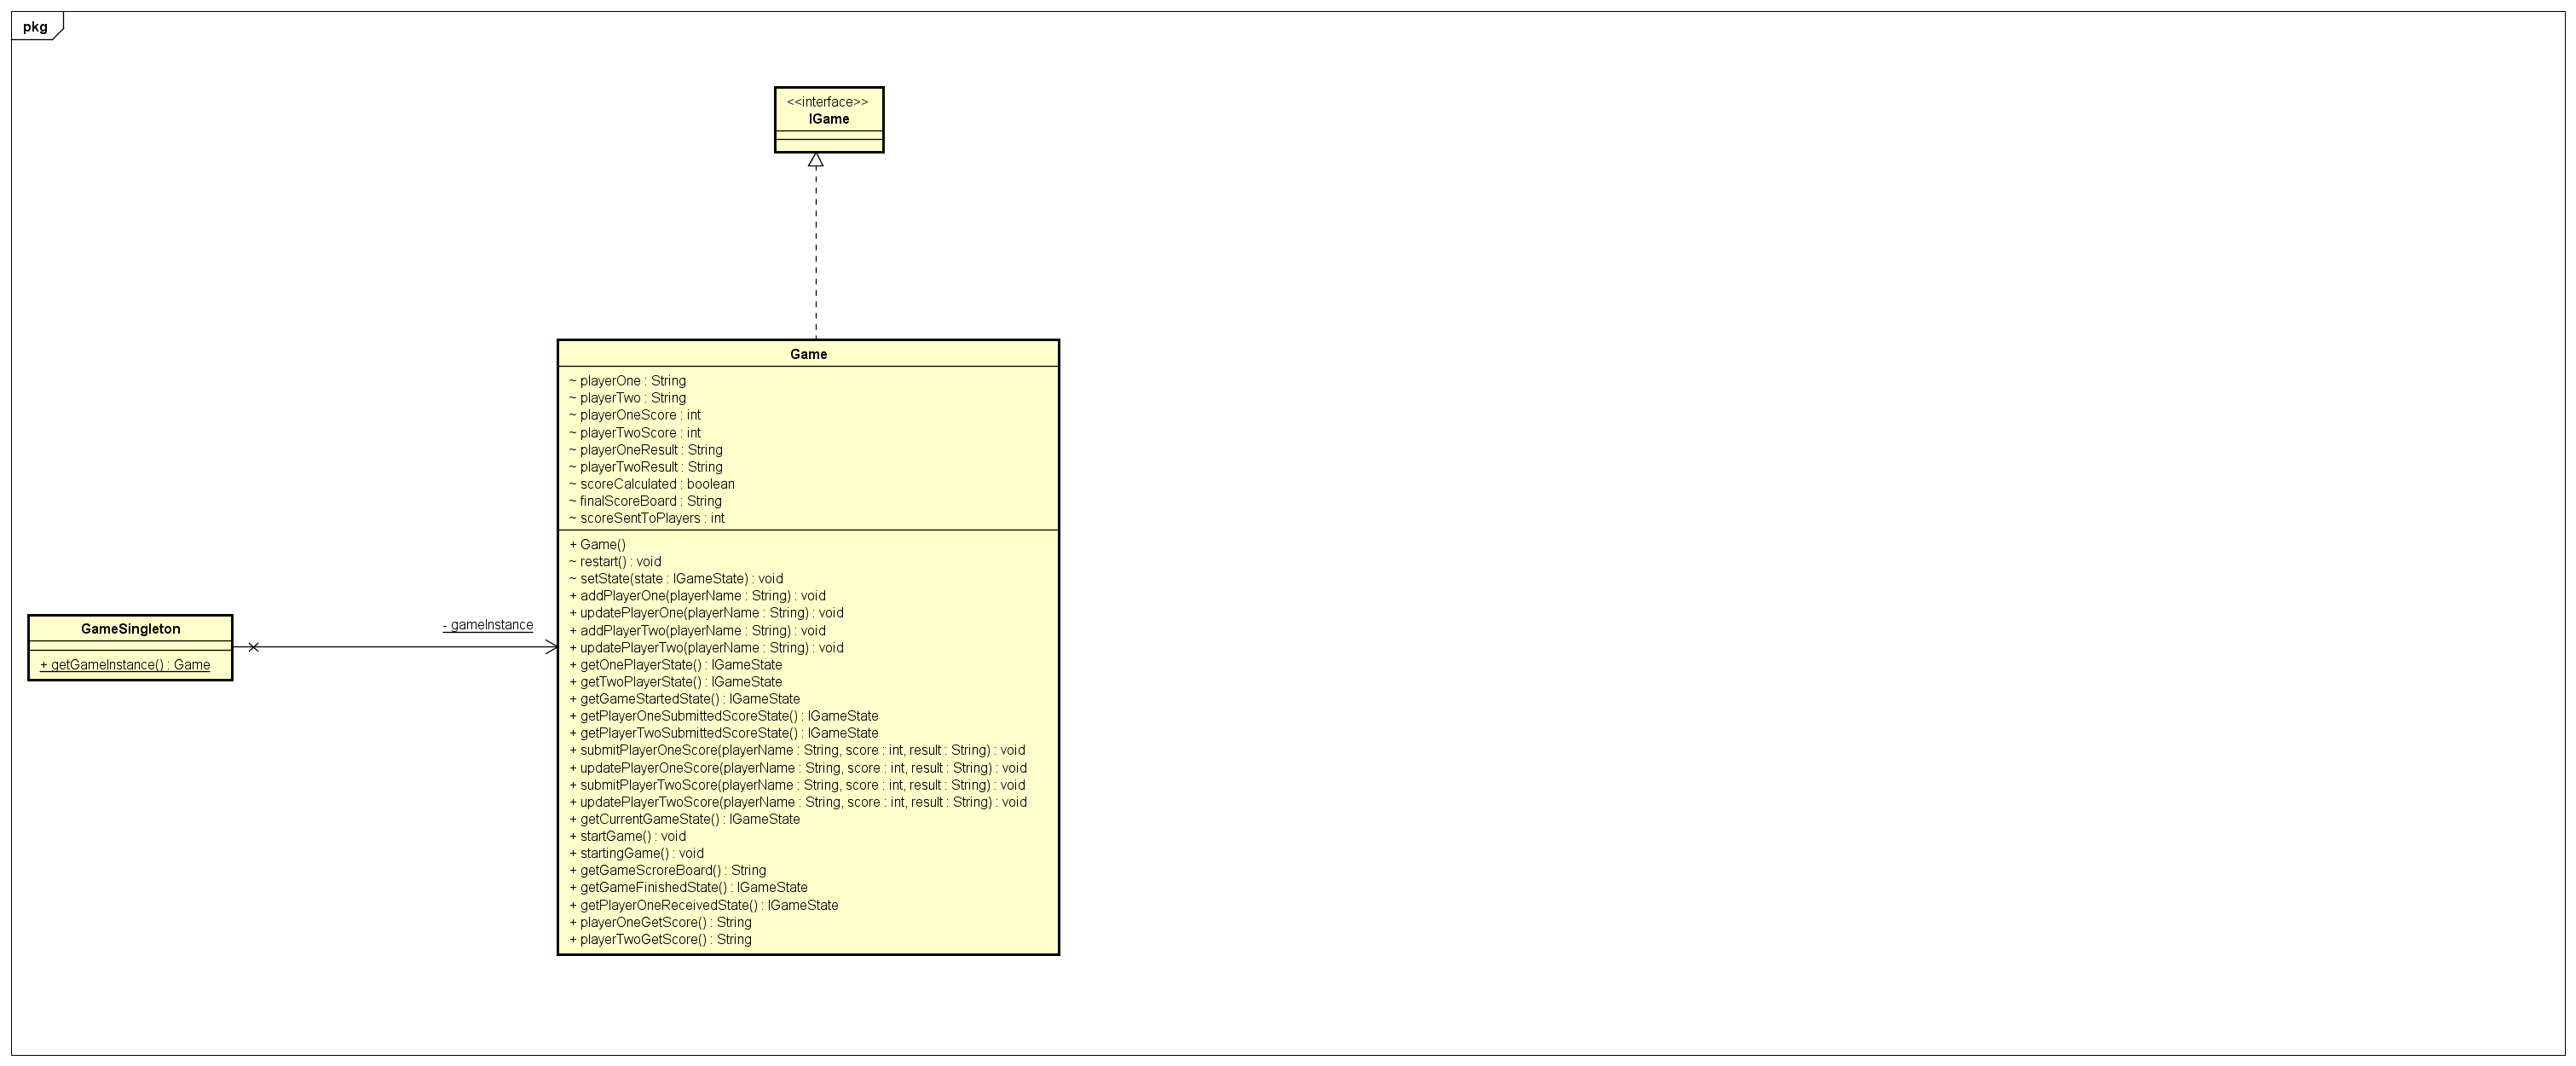 pkg
<<interface>>
IGame
Game
~ playerOne : String
~ playerTwo : String
~ playerOneScore : int
~ playerTwoScore : int
~ playerOneResult : String
~ playerTwoResult : String
~ scoreCalculated : boolean
~ finalScoreBoard : String
~ scoreSentToPlayers : int
+ Game()
~ restart() : void
~ setState(state : IGameState) : void
+ addPlayerOne(playerName : String) : void
+ updatePlayerOne(playerName : String) : void
+ addPlayerTwo(playerName : String) : void
+ updatePlayerTwo(playerName : String) : void
+ getOnePlayerState() : IGameState
+ getTwoPlayerState() : IGameState
+ getGameStartedState() : IGameState
+ getPlayerOneSubmittedScoreState() : IGameState
+ getPlayerTwoSubmittedScoreState() : IGameState
+ submitPlayerOneScore(playerName : String, score : int, result : String) : void
+ updatePlayerOneScore(playerName : String, score : int, result : String) : void
+ submitPlayerTwoScore(playerName : String, score : int, result : String) : void
+ updatePlayerTwoScore(playerName : String, score : int, result : String) : void
+ getCurrentGameState() : IGameState
+ startGame() : void
+ startingGame() : void
+ getGameScroreBoard() : String
+ getGameFinishedState() : IGameState
+ getPlayerOneReceivedState() : IGameState
+ playerOneGetScore() : String
+ playerTwoGetScore() : String
GameSingleton
+ getGameInstance() : Game
- gameInstance